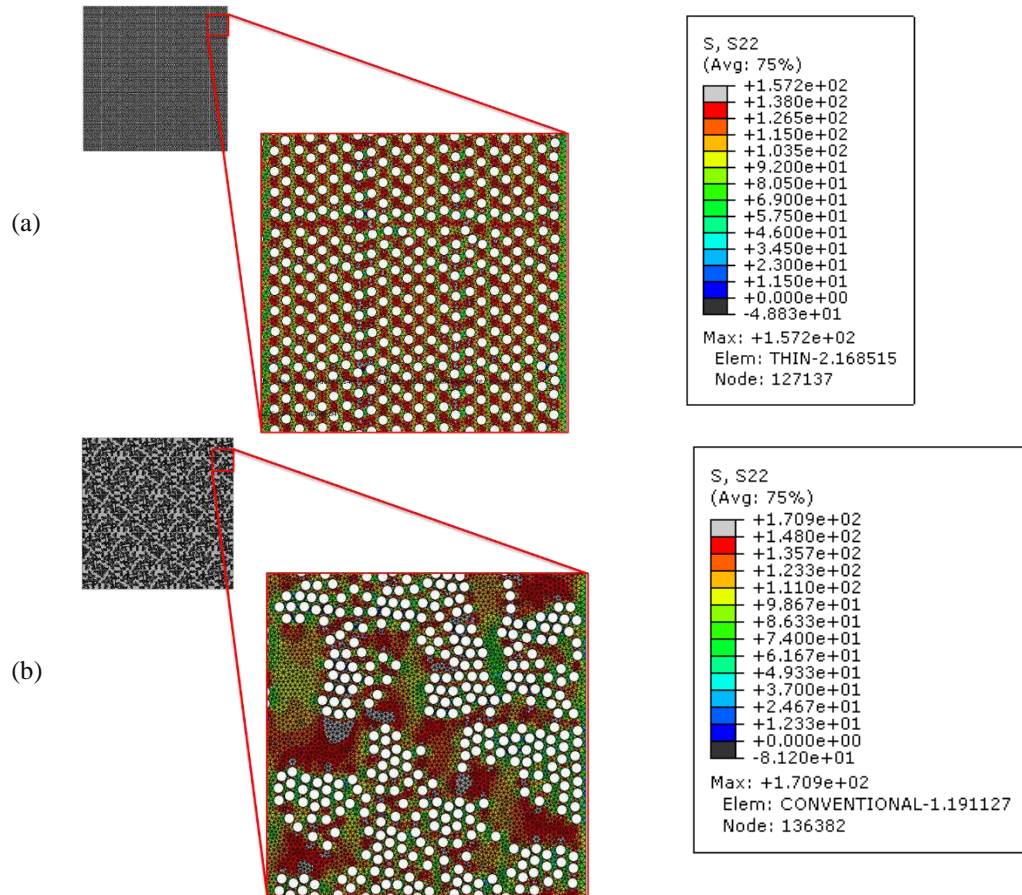 (a)
S, S22
(Avg: 75%)
+1.572e+02
+1.380e+02
+1.265e+02
+1.150e+02
+1.035e+02
+9.200e+01
+8.050e+01
+6.900e+01
+5.750e+01
+4.600e+01
+3.450e+01
+2.300e+01
+1.150e+01
+0.000e+00
-4.883e+01
Max: +1.572e+02
Elem: THIN-2.168515
Node: 127137
(b)
S, S22
(Avg: 75%)
+1.709e+02
+1.480e+02
+1.357e+02
+1.233e+02
+1.110e+02
+9.867e+01
+8.633e+01
+7.400e+01
+6.167e+01
+4.933e+01
+3.700e+01
+2.467e+01
+1.233e+01
+0.000e+00
-8.120e+01
Max: +1.709e+02
Elem: CONVENTIONAL-1.191127
Node: 136382